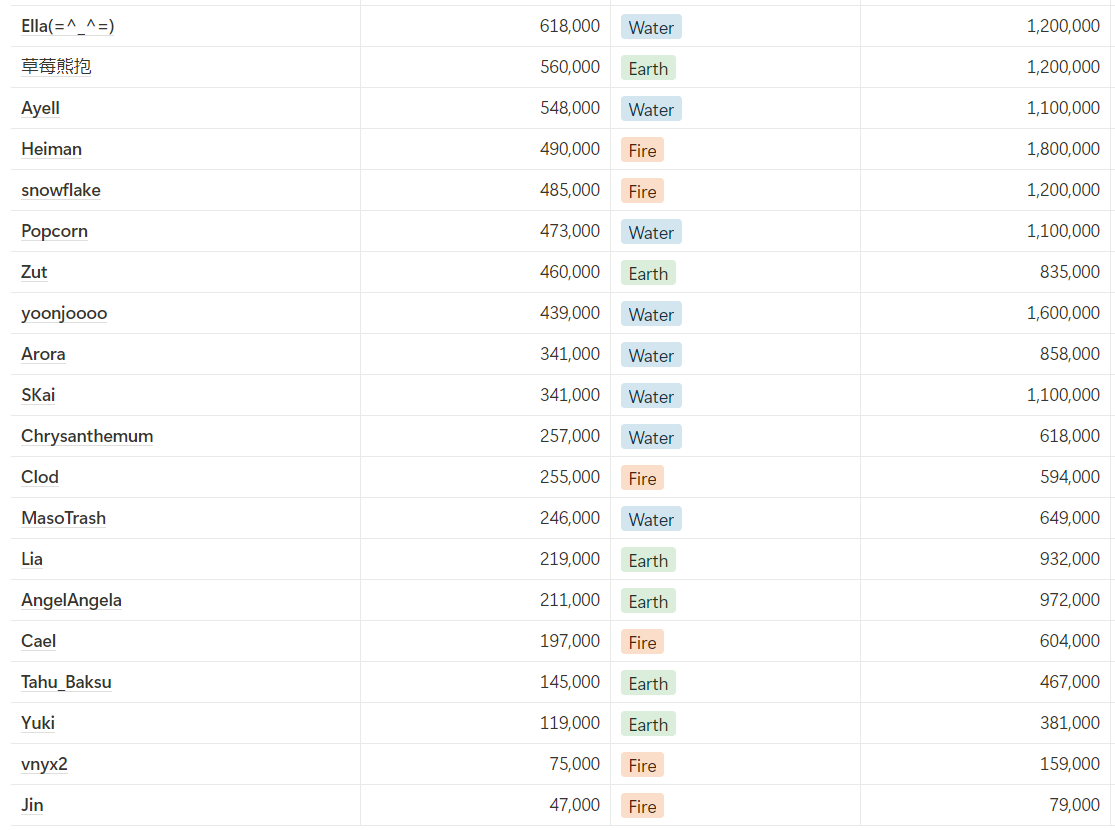 Ella(=^_^=) 618,000 Water 1,200,000
草莓熊抱 560,000 Earth 1,200,000
Ayell 548,000 Water 1,100,000
Heiman 490,000 Fire 1,800,000
snowflake 485,000 Fire 1,200,000
Popcorn 473,000 Water 1,100,000
Zut 460,000 Earth 835,000
yoonjoooo 439,000 Water 1,600,000
Arora 341,000 Water 858,000
SKai 341,000 Water 1,100,000
Chrysanthemum 257,000 Water 618,000
Clod 255,000 Fire 594,000
MasoTrash 246,000 Water 649,000
Lia 219,000 Earth 932,000
AngelAngela 211,000 Earth 972,000
Cael 197,000 Fire 604,000
Tahu_Baksu 145,000 Earth 467,000
Yuki 119,000 Earth 381,000
vnyx2 75,000 Fire 159,000
Jin 47,000 Fire 79,000